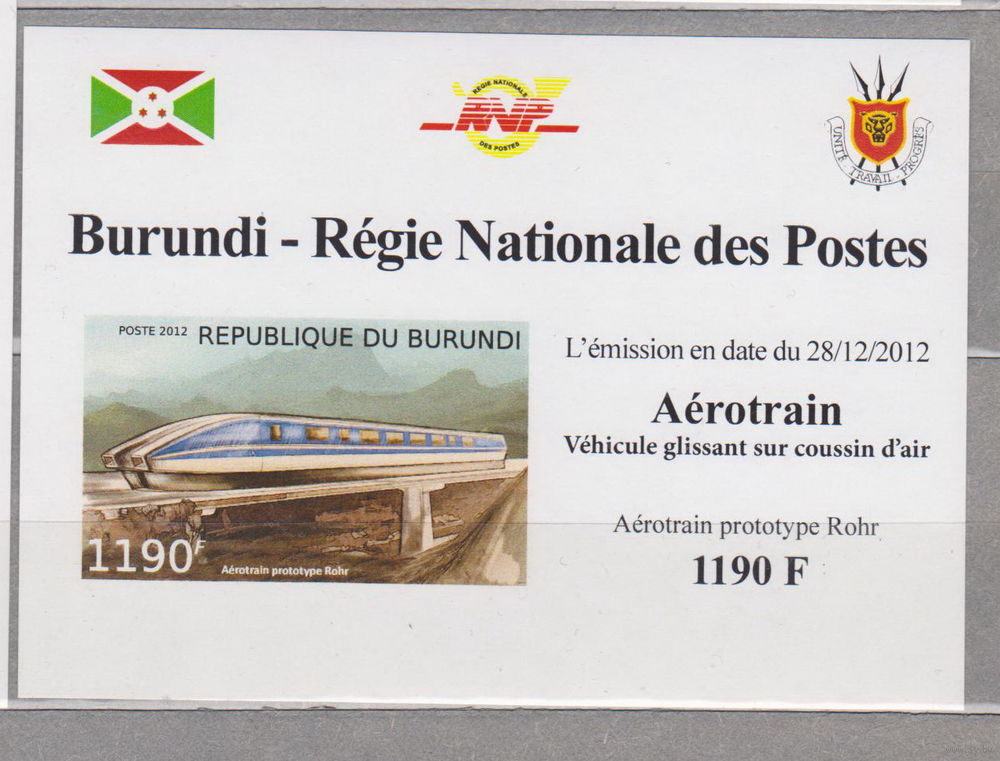 RÉGIE NATIONALE
RNP
DES POSTES
UNITÉ - TRAVAIL - PROGRÈS
Burundi - Régie Nationale des Postes
POSTE 2012 REPUBLIQUE DU BURUNDI
1190F
Aérotrain prototype Rohr
L'émission en date du 28/12/2012
Aérotrain
Véhicule glissant sur coussin d'air
Aérotrain prototype Rohr
1190 F